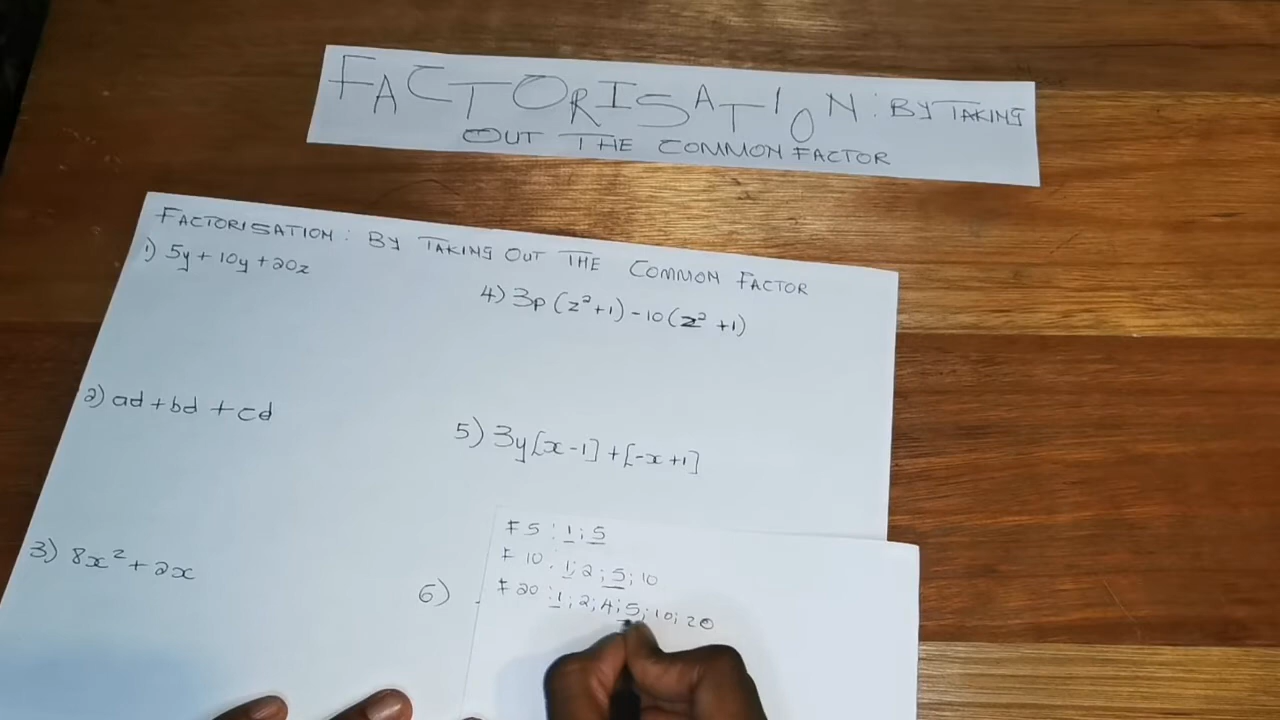 FACTORISATION: BY TAKING
OUT THE COMMON FACTOR
FACTORISATION: BY TAKING OUT THE COMMON FACTOR
1) 5y + 10y + 20z
2) ad + bd + cd
3) 8x² + 2x
4) 3p(z² + 1) - 10(z² + 1)
5) 3y[x - 1] + [-x + 1]
6)
F 5 : 1; 5
F 10 : 1; 2; 5; 10
F 20 : 1; 2; 4; 5; 10; 20